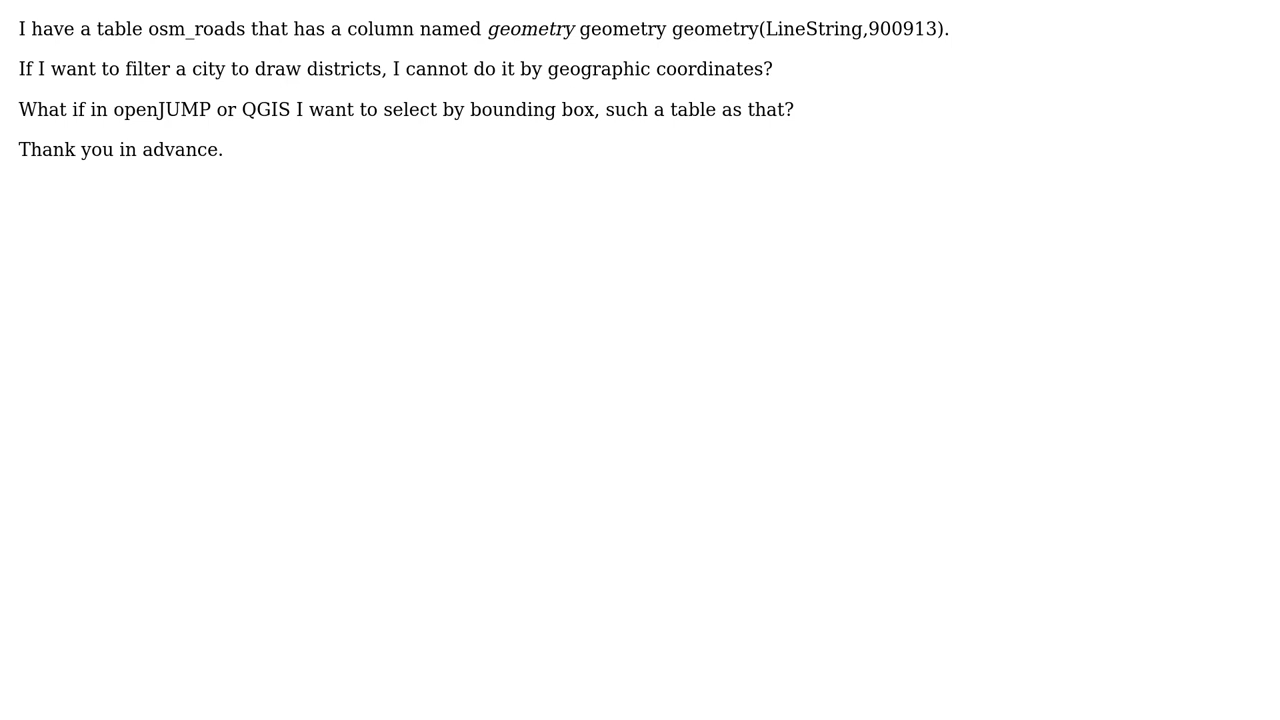 I have a table osm_roads that has a column named geometry geometry geometry(LineString,900913).
If I want to filter a city to draw districts, I cannot do it by geographic coordinates?
What if in openJUMP or QGIS I want to select by bounding box, such a table as that?
Thank you in advance.